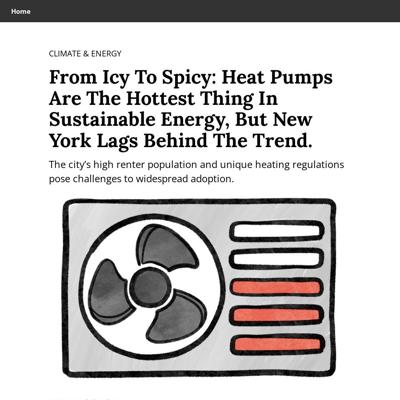 Home
CLIMATE & ENERGY
From Icy To Spicy: Heat Pumps
Are The Hottest Thing In
Sustainable Energy, But New
York Lags Behind The Trend.
The city's high renter population and unique heating regulations
pose challenges to widespread adoption.